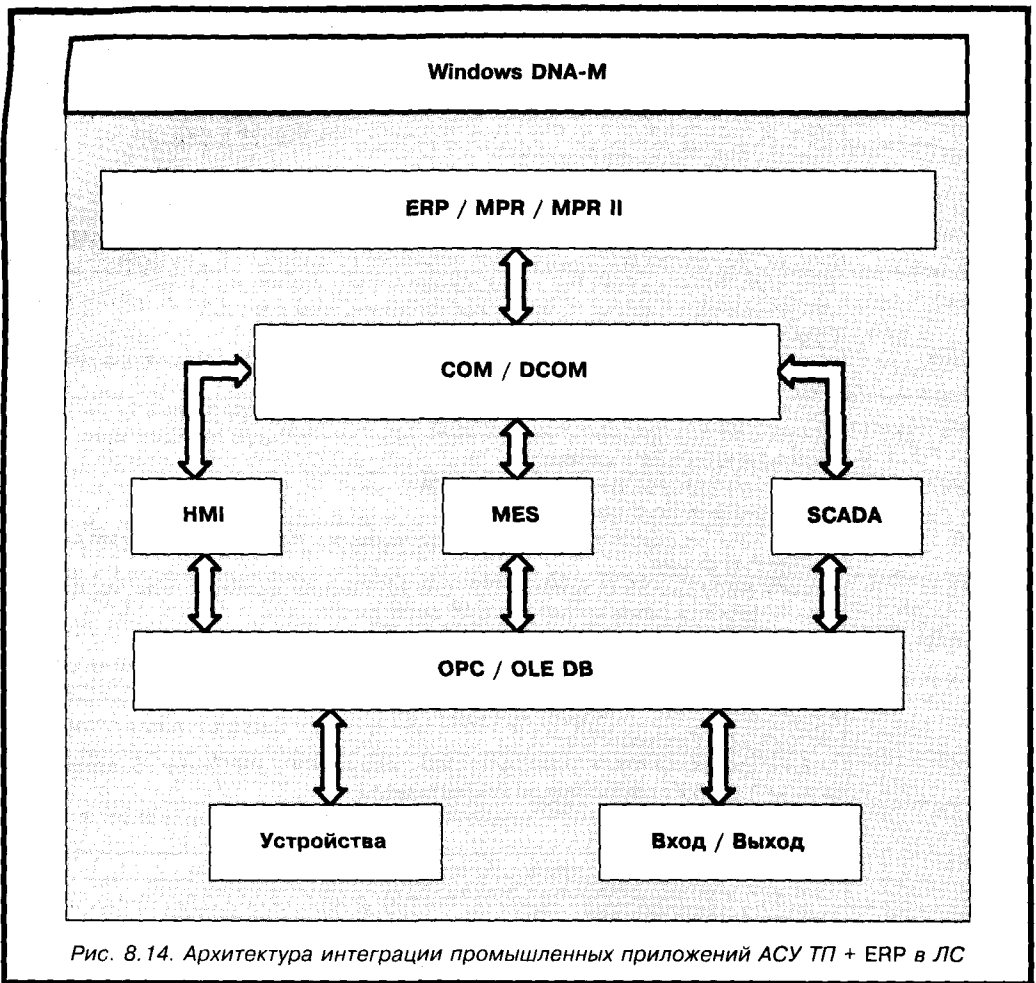 Windows DNA-M
ERP / MPR / MPR II
COM / DCOM
HMI
MES
SCADA
OPC / OLE DB
Устройства
Вход / Выход
Рис. 8.14. Архитектура интеграции промышленных приложений АСУ ТП + ERP в ЛС